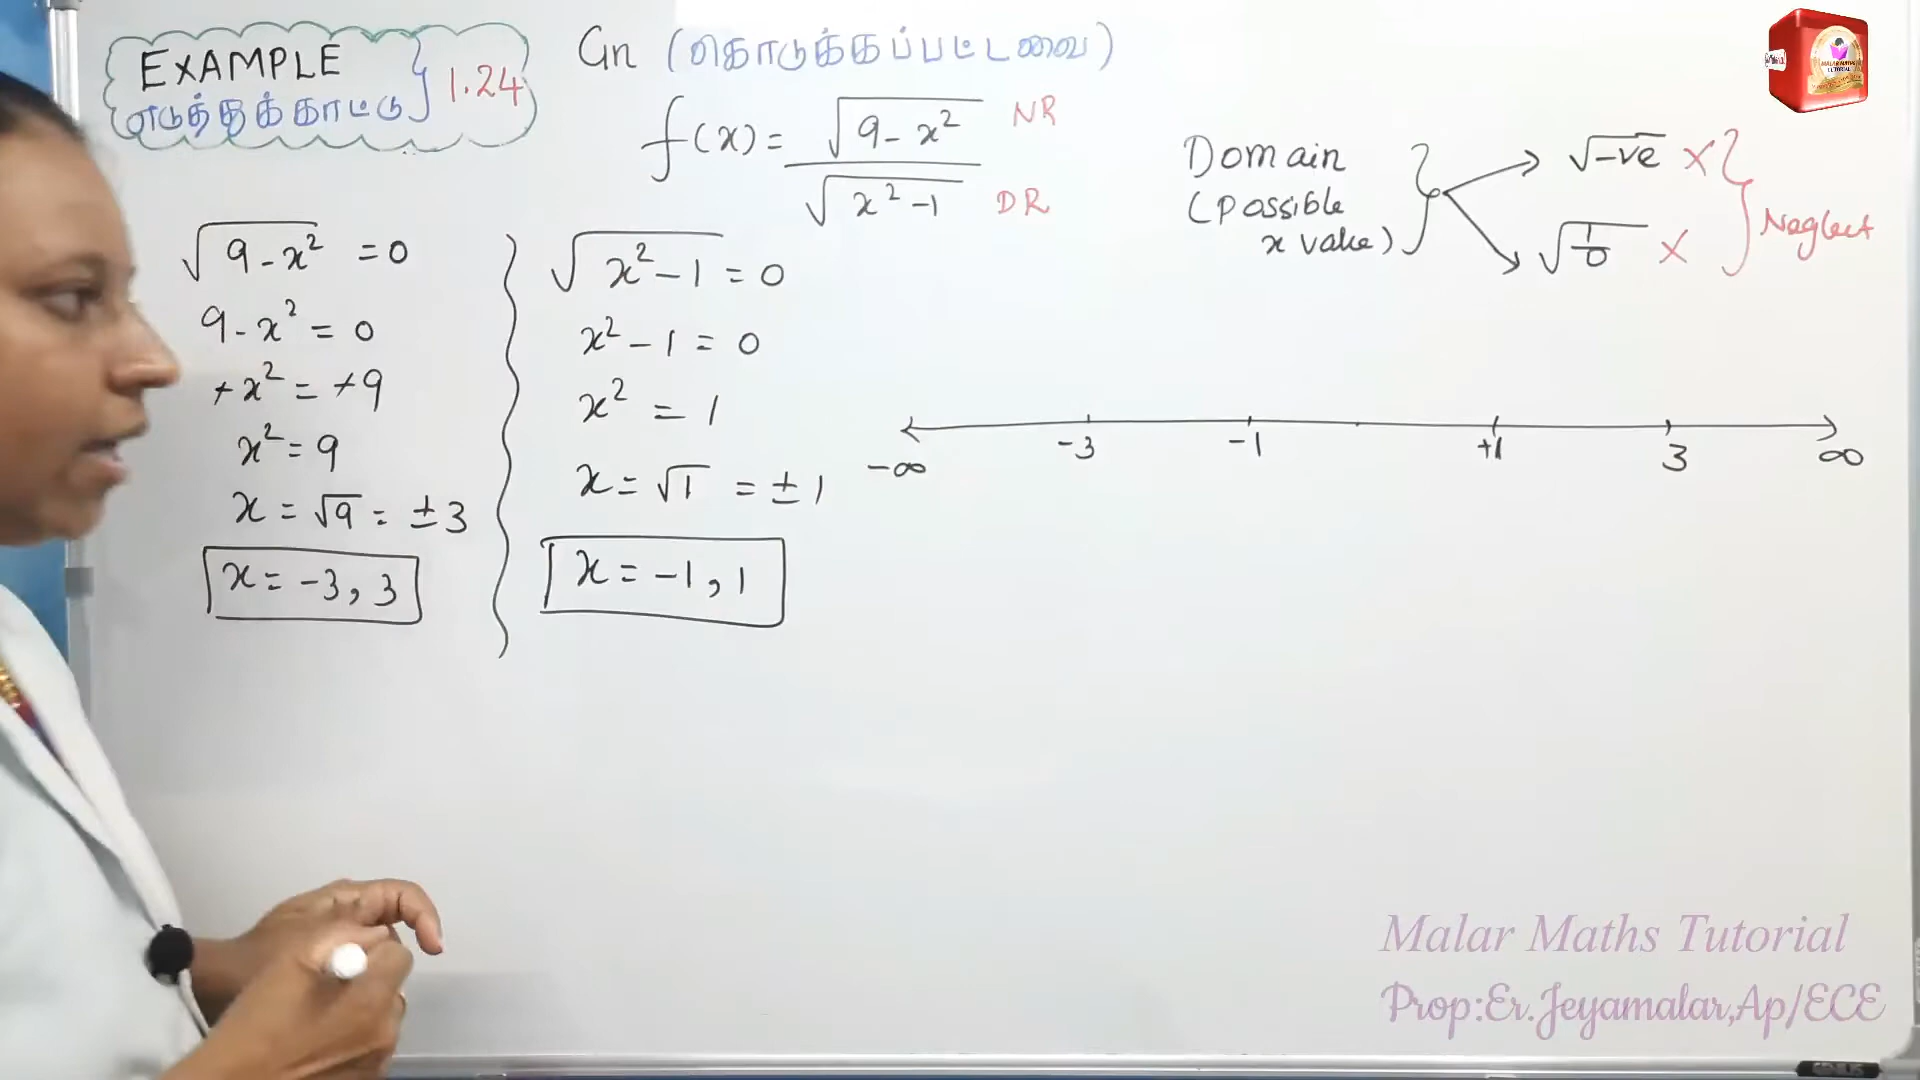 EXAMPLE
எடுத்துக்காட்டு } 1.24
Gn (கொடுக்கப்பட்டவை)
f(x) = √(9-x²) NR
√(x²-1) DR
Domain
(possible
x value)
√-ve X
√(1/0) X
Neglect
√(9-x²) = 0
9-x² = 0
+x² = +9
x² = 9
x = √9 = ±3
x = -3, 3
√(x²-1) = 0
x²-1 = 0
x² = 1
x = √1 = ±1
x = -1, 1
-∞ -3 -1 +1 3 ∞
MALAR MATHS
TUTORIAL
Malar Maths Tutorial
Prop:Er.Jeyamalar,Ap/ECE